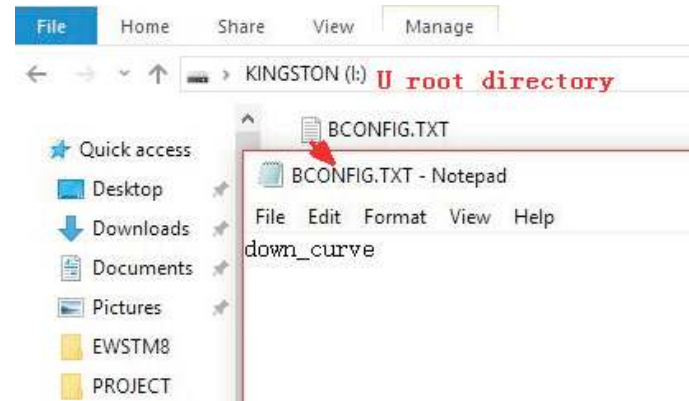 File Home Share View Manage
KINGSTON (I:) U root directory
BCONFIG.TXT
Quick access
BCONFIG.TXT - Notepad
Desktop
File Edit Format View Help
Downloads
down_curve
Documents
Pictures
EWSTM8
PROJECT